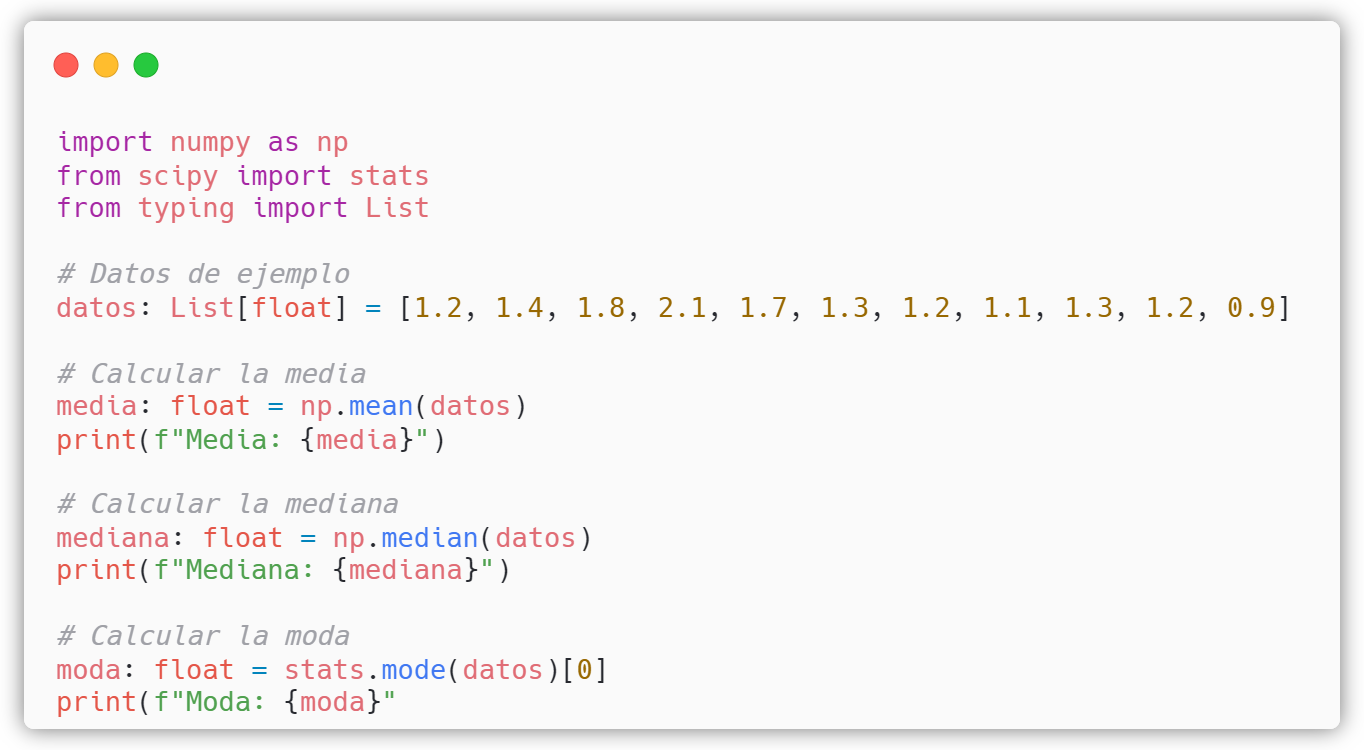 import numpy as np
from scipy import stats
from typing import List
# Datos de ejemplo
datos: List[float] = [1.2, 1.4, 1.8, 2.1, 1.7, 1.3, 1.2, 1.1, 1.3, 1.2, 0.9]
# Calcular la media
media: float = np.mean(datos)
print(f"Media: {media}")
# Calcular la mediana
mediana: float = np.median(datos)
print(f"Mediana: {mediana}")
# Calcular la moda
moda: float = stats.mode(datos)[0]
print(f"Moda: {moda}"